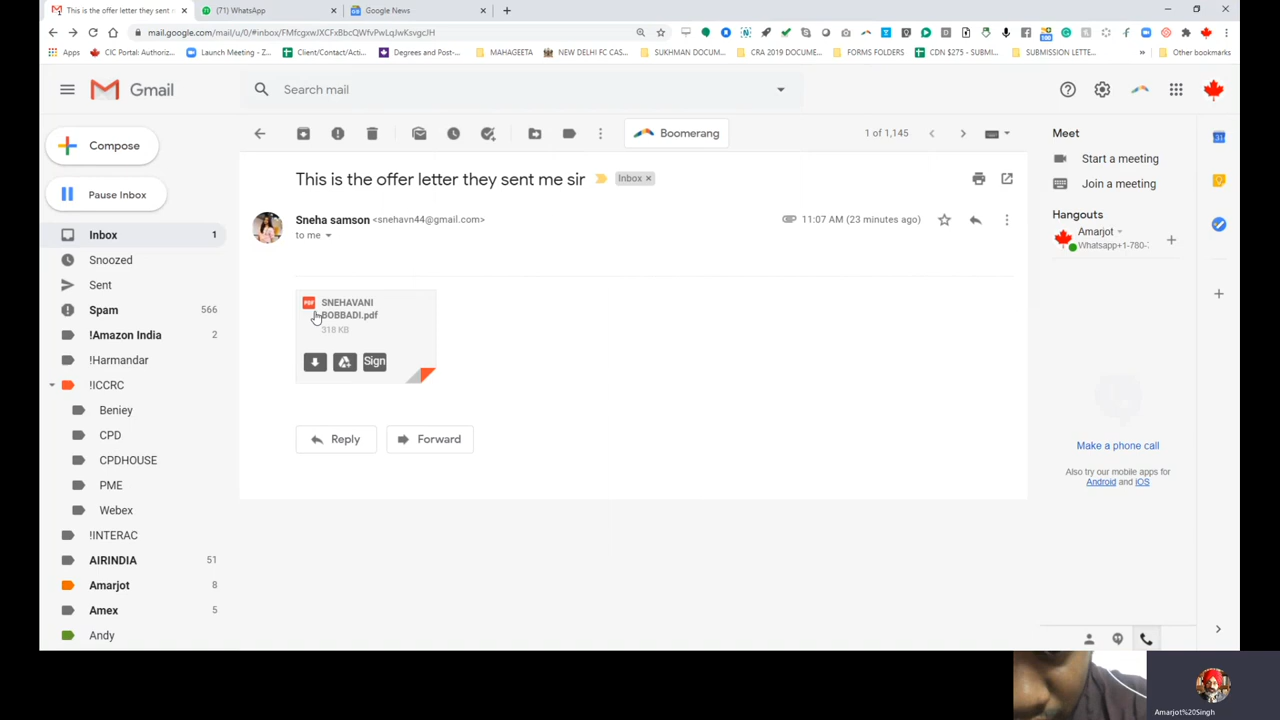 This is the offer letter they sent me s
(71) WhatsApp
Google News
mail.google.com/mail/u/0/#inbox/FMfcgxwJXCFxBbcQWfvPwLqJwKsvgcJH
Apps
CIC Portal: Authoriz...
Launch Meeting - Z...
Client/Contact/Acti...
Degrees and Post-...
MAHAGEETA
NEW DELHI FC CAS...
SUKHMAN DOCUM...
CRA 2019 DOCUME...
FORMS FOLDERS
CDN $275 - SUBMI...
SUBMISSION LETTE...
»
Other bookmarks
Gmail
Search mail
Compose
Pause Inbox
Inbox 1
Snoozed
Sent
Spam 566
!Amazon India 2
!Harmandar
!ICCRC
Beniey
CPD
CPDHOUSE
PME
Webex
!!INTERAC
AIRINDIA 51
Amarjot 8
Amex 5
Andy
Boomerang
1 of 1,145
This is the offer letter they sent me sir
Inbox ×
Sneha samson <snehavn44@gmail.com>
11:07 AM (23 minutes ago)
to me
PDF
SNEHAVANI
BOBBADI.pdf
318 KB
Sign
Reply
Forward
Meet
Start a meeting
Join a meeting
Hangouts
Amarjot
Whatsapp+1-780-
Make a phone call
Also try our mobile apps for
Android and iOS
31
Amarjot%20Singh